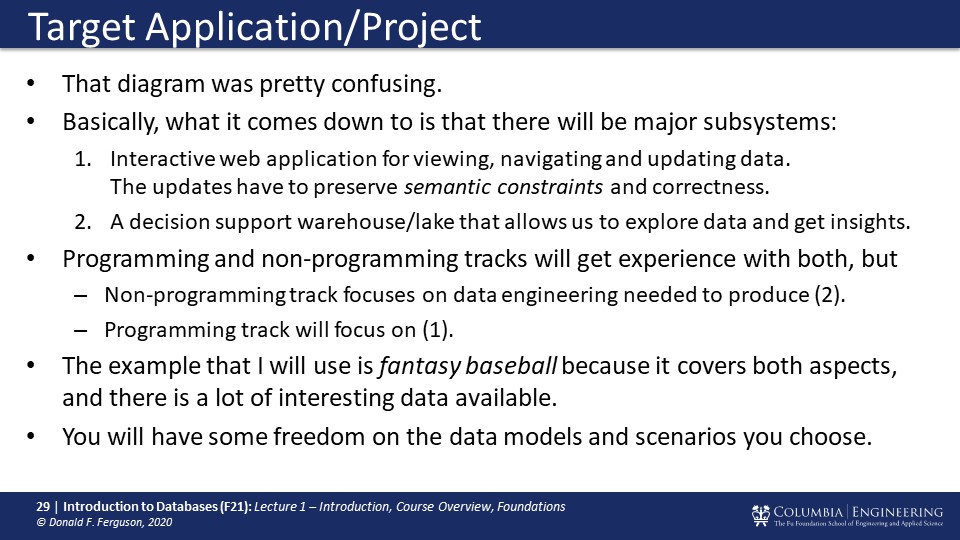 Target Application/Project
• That diagram was pretty confusing.
• Basically, what it comes down to is that there will be major subsystems:
1. Interactive web application for viewing, navigating and updating data.
The updates have to preserve semantic constraints and correctness.
2. A decision support warehouse/lake that allows us to explore data and get insights.
• Programming and non-programming tracks will get experience with both, but
– Non-programming track focuses on data engineering needed to produce (2).
– Programming track will focus on (1).
• The example that I will use is fantasy baseball because it covers both aspects,
and there is a lot of interesting data available.
• You will have some freedom on the data models and scenarios you choose.
29 | Introduction to Databases (F21): Lecture 1 – Introduction, Course Overview, Foundations
© Donald F. Ferguson, 2020
COLUMBIA | ENGINEERING
The Fu Foundation School of Engineering and Applied Science